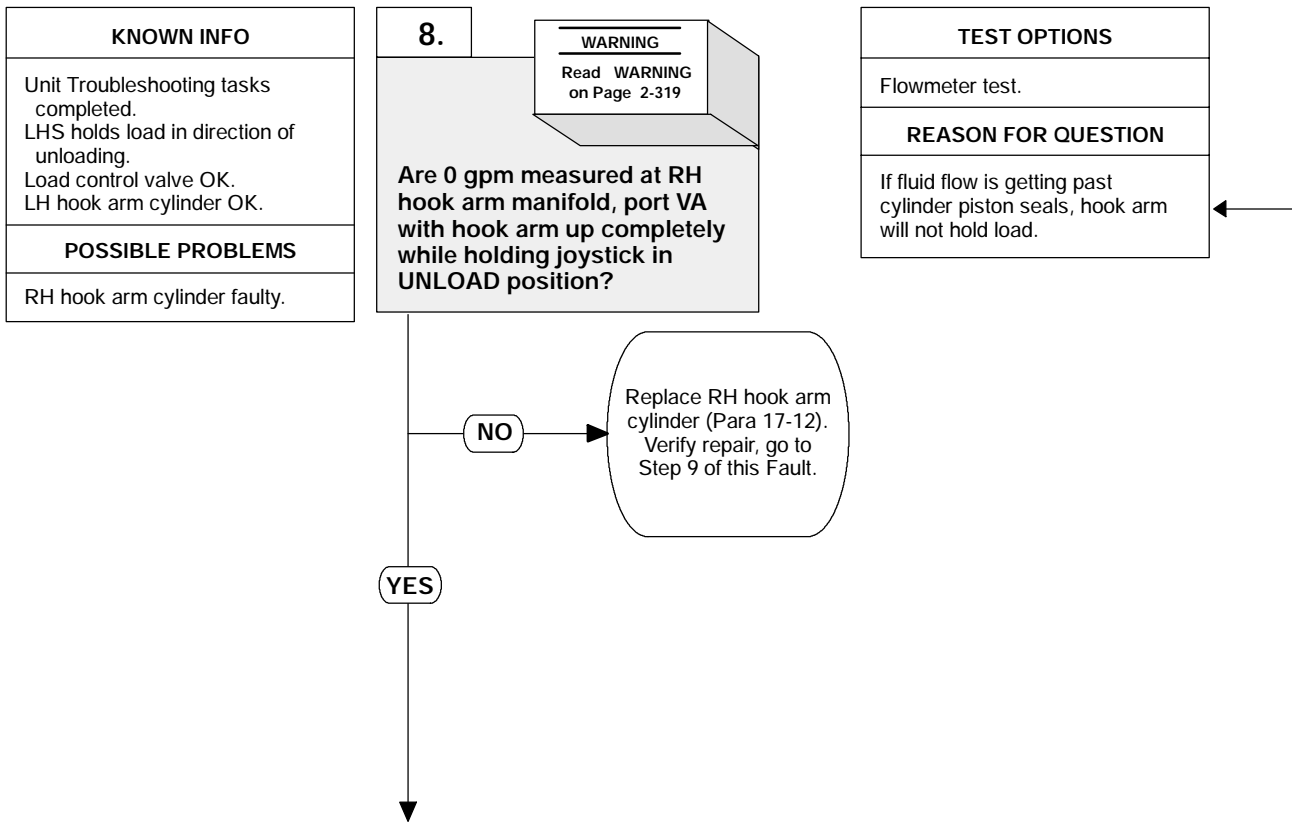 KNOWN INFO
Unit Troubleshooting tasks
completed.
LHS holds load in direction of
unloading.
Load control valve OK.
LH hook arm cylinder OK.
POSSIBLE PROBLEMS
RH hook arm cylinder faulty.
8.
WARNING
Read WARNING
on Page 2-319
Are 0 gpm measured at RH
hook arm manifold, port VA
with hook arm up completely
while holding joystick in
UNLOAD position?
TEST OPTIONS
Flowmeter test.
REASON FOR QUESTION
If fluid flow is getting past
cylinder piston seals, hook arm
will not hold load.
NO
Replace RH hook arm
cylinder (Para 17-12).
Verify repair, go to
Step 9 of this Fault.
YES